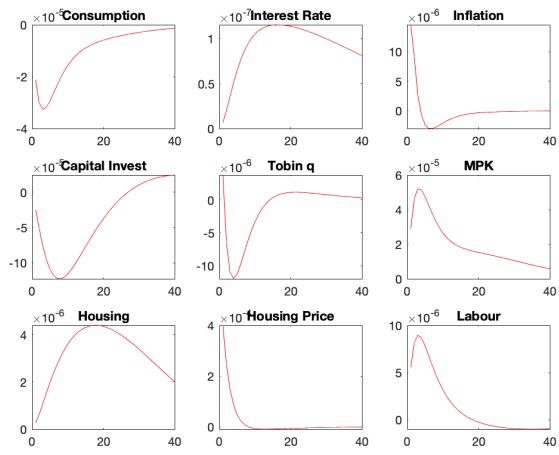 ×10⁻⁵ Consumption
0
-2
-4
0 20 40
×10⁻⁷ Interest Rate
1
0.5
0
0 20 40
×10⁻⁶ Inflation
10
5
0
0 20 40
×10⁻⁵ Capital Invest
0
-5
-10
0 20 40
×10⁻⁶ Tobin q
0
-5
-10
0 20 40
×10⁻⁵ MPK
6
4
2
0
0 20 40
×10⁻⁶ Housing
4
2
0
0 20 40
×10 Housing Price
4
2
0
0 20 40
×10⁻⁶ Labour
10
5
0
0 20 40